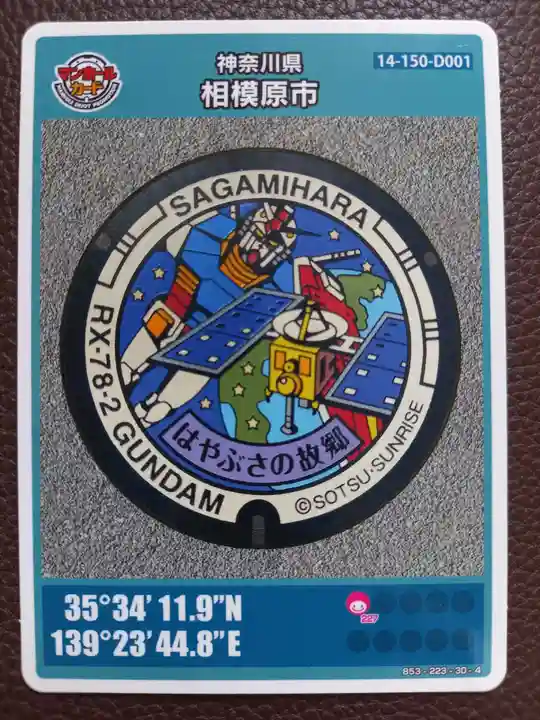 マンホール
カード
神奈川県
相模原市
14-150-D001
SAGAMIHARA
RX-78-2 GUNDAM
はやぶさの故郷
©SOTSU·SUNRISE
35°34'11.9"N
139°23'44.8"E
227
853-223-30-4